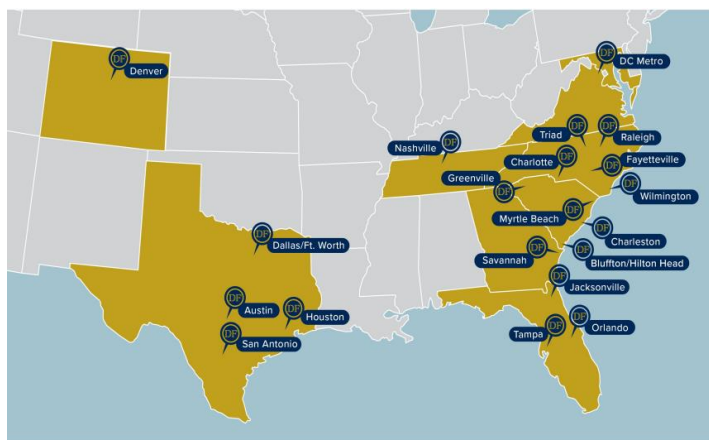 DF
Denver
DF
DC Metro
DF
Nashville
DF
Triad
DF
Raleigh
DF
Charlotte
DF
Fayetteville
DF
Greenville
DF
Wilmington
DF
Myrtle Beach
DF
Charleston
DF
Savannah
DF
Bluffton/Hilton Head
DF
Dallas/Ft. Worth
DF
Jacksonville
DF
Austin
DF
Houston
DF
San Antonio
DF
Tampa
DF
Orlando